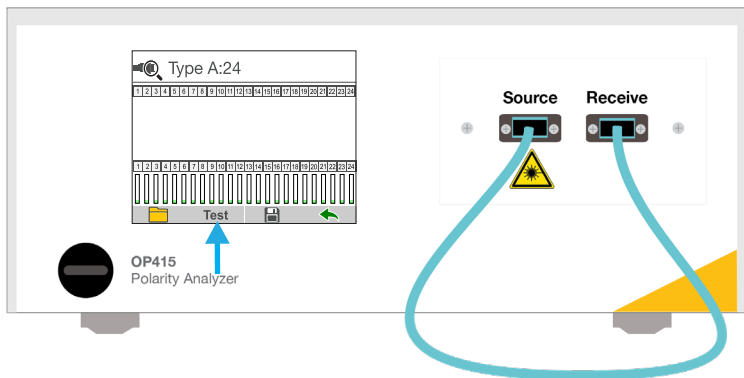 Type A:24
1 2 3 4 5 6 7 8 9 10 11 12 13 14 15 16 17 18 19 20 21 22 23 24
1 2 3 4 5 6 7 8 9 10 11 12 13 14 15 16 17 18 19 20 21 22 23 24
Test
Source Receive
OP415
Polarity Analyzer